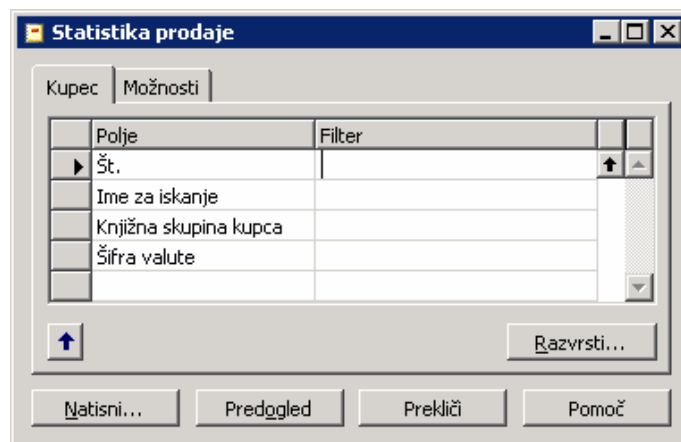 Statistika prodaje
Kupec Možnosti
Polje Filter
Št.
Ime za iskanje
Knjižna skupina kupca
Šifra valute
Razvrsti...
Natisni... Predogled Prekliči Pomoč